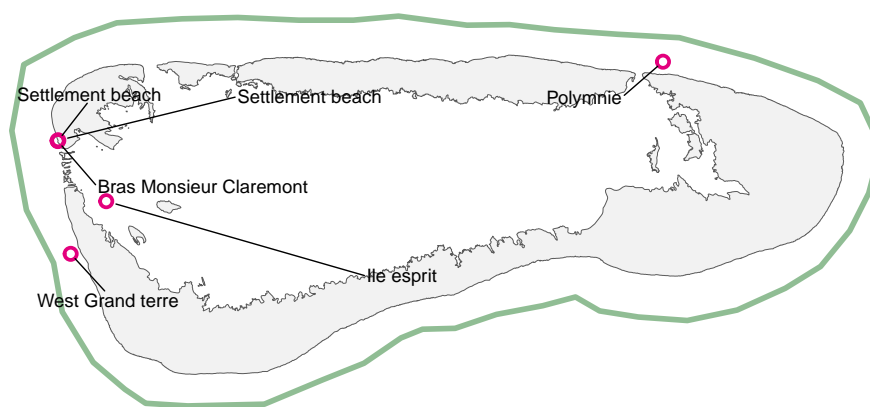 Settlement beach
Settlement beach
Polymnie
Bras Monsieur Claremont
Ile esprit
West Grand terre